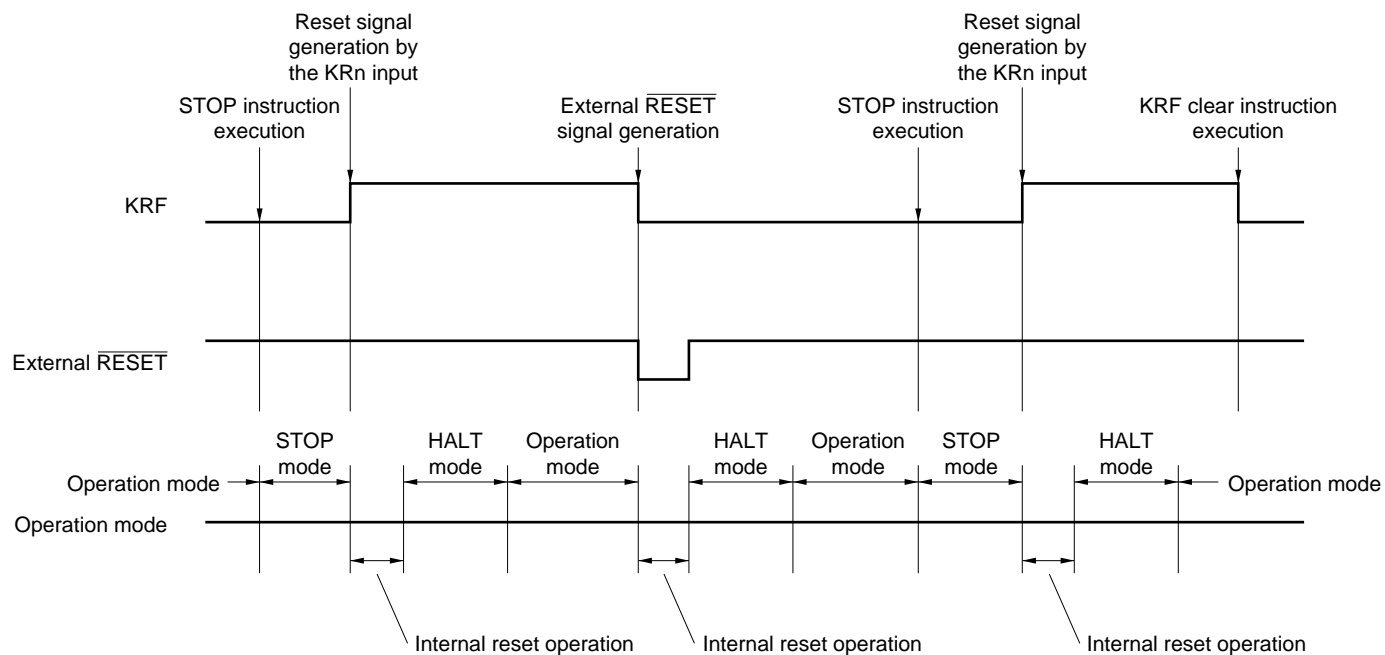 Reset signal
generation by
the KRn input
Reset signal
generation by
the KRn input
STOP instruction
execution
External RESET
signal generation
STOP instruction
execution
KRF clear instruction
execution
KRF
External RESET
STOP
mode
HALT
mode
Operation
mode
HALT
mode
Operation
mode
STOP
mode
HALT
mode
Operation mode
Operation mode
Operation mode
Internal reset operation
Internal reset operation
Internal reset operation